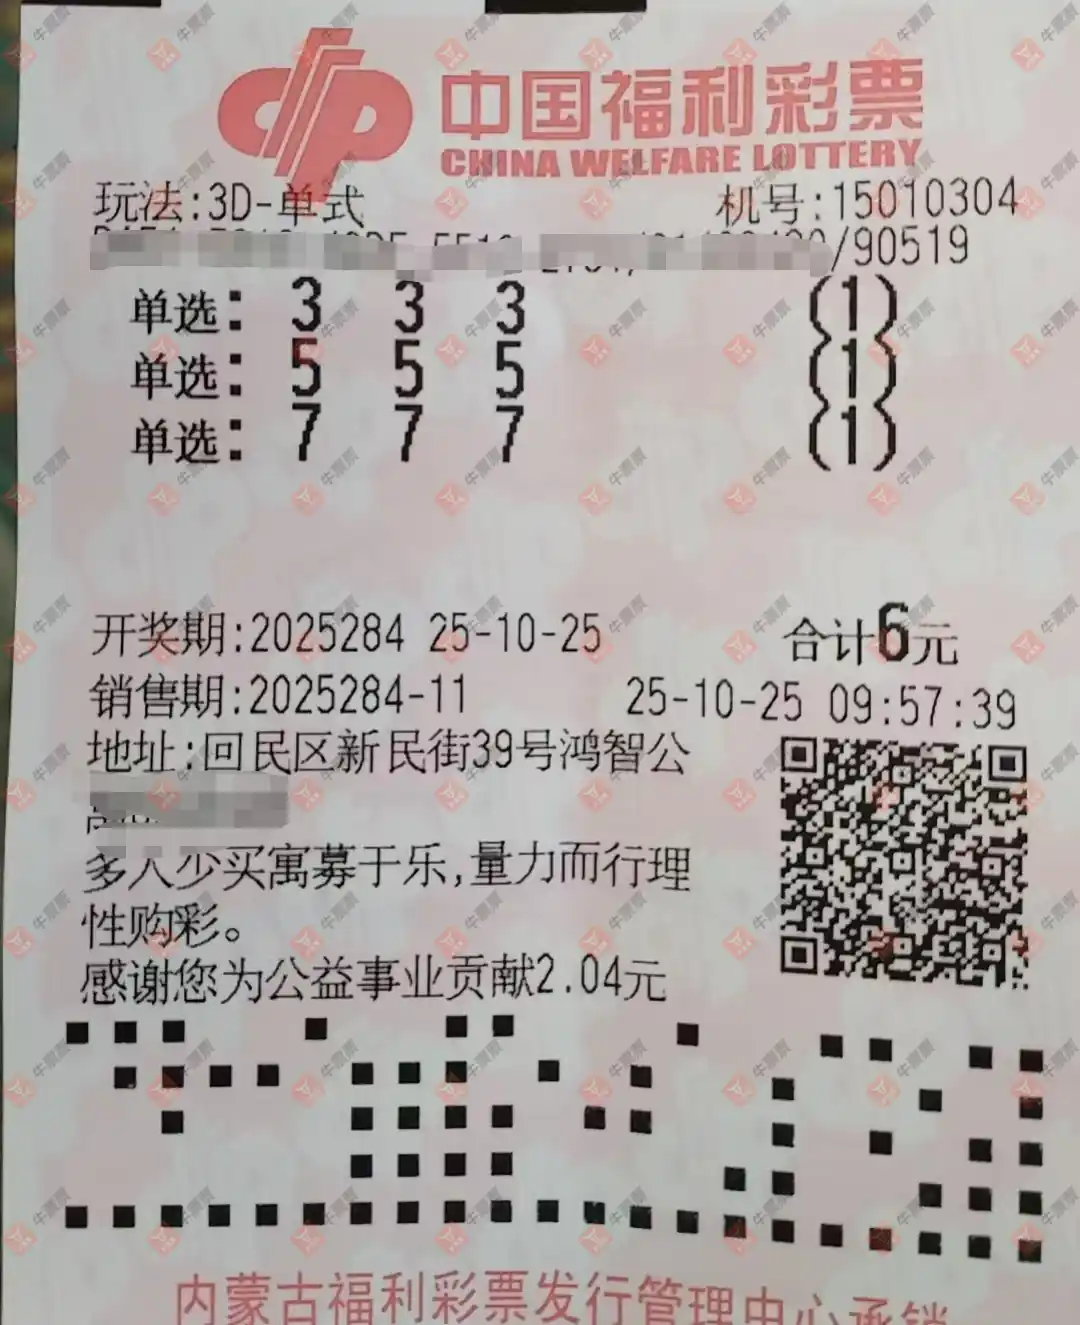 中国福利彩票
CHINA WELFARE LOTTERY
玩法:3D-单式 机号:15010304
/90519
单选: 3 3 3 (1)
单选: 5 5 5 (1)
单选: 7 7 7 (1)
开奖期:2025284 25-10-25 合计6元
销售期:2025284-11 25-10-25 09:57:39
地址:回民区新民街39号鸿智公
多人少买寓募于乐,量力而行理
性购彩。
感谢您为公益事业贡献2.04元
内蒙古福利彩票发行管理中心承销
牛票票